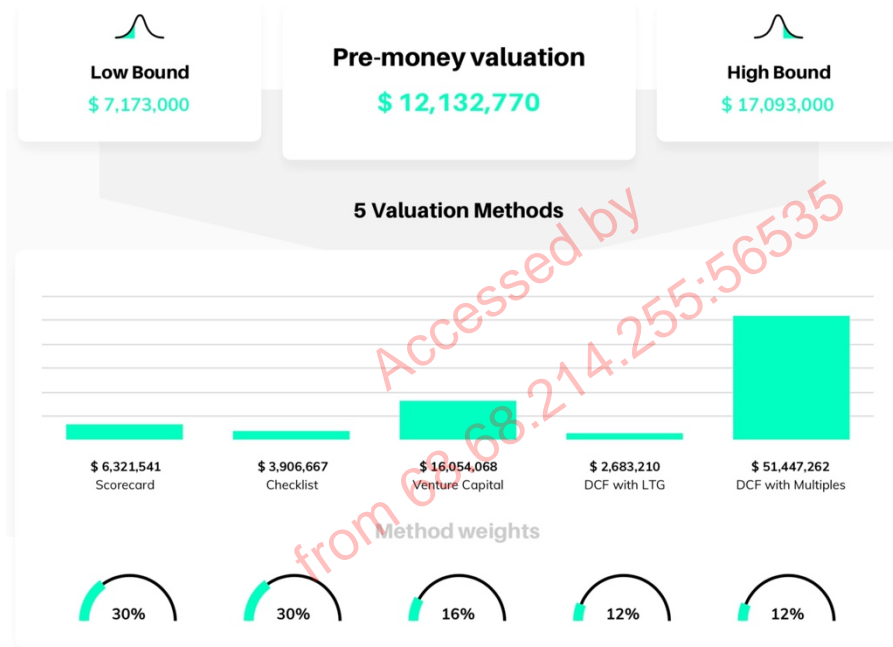 Low Bound
$ 7,173,000
Pre-money valuation
$ 12,132,770
High Bound
$ 17,093,000
5 Valuation Methods
$ 6,321,541
Scorecard
$ 3,906,667
Checklist
$ 16,054,068
Venture Capital
$ 2,683,210
DCF with LTG
$ 51,447,262
DCF with Multiples
Method weights
30%
30%
16%
12%
12%
Accessed by
from 68.68.214.255:56535